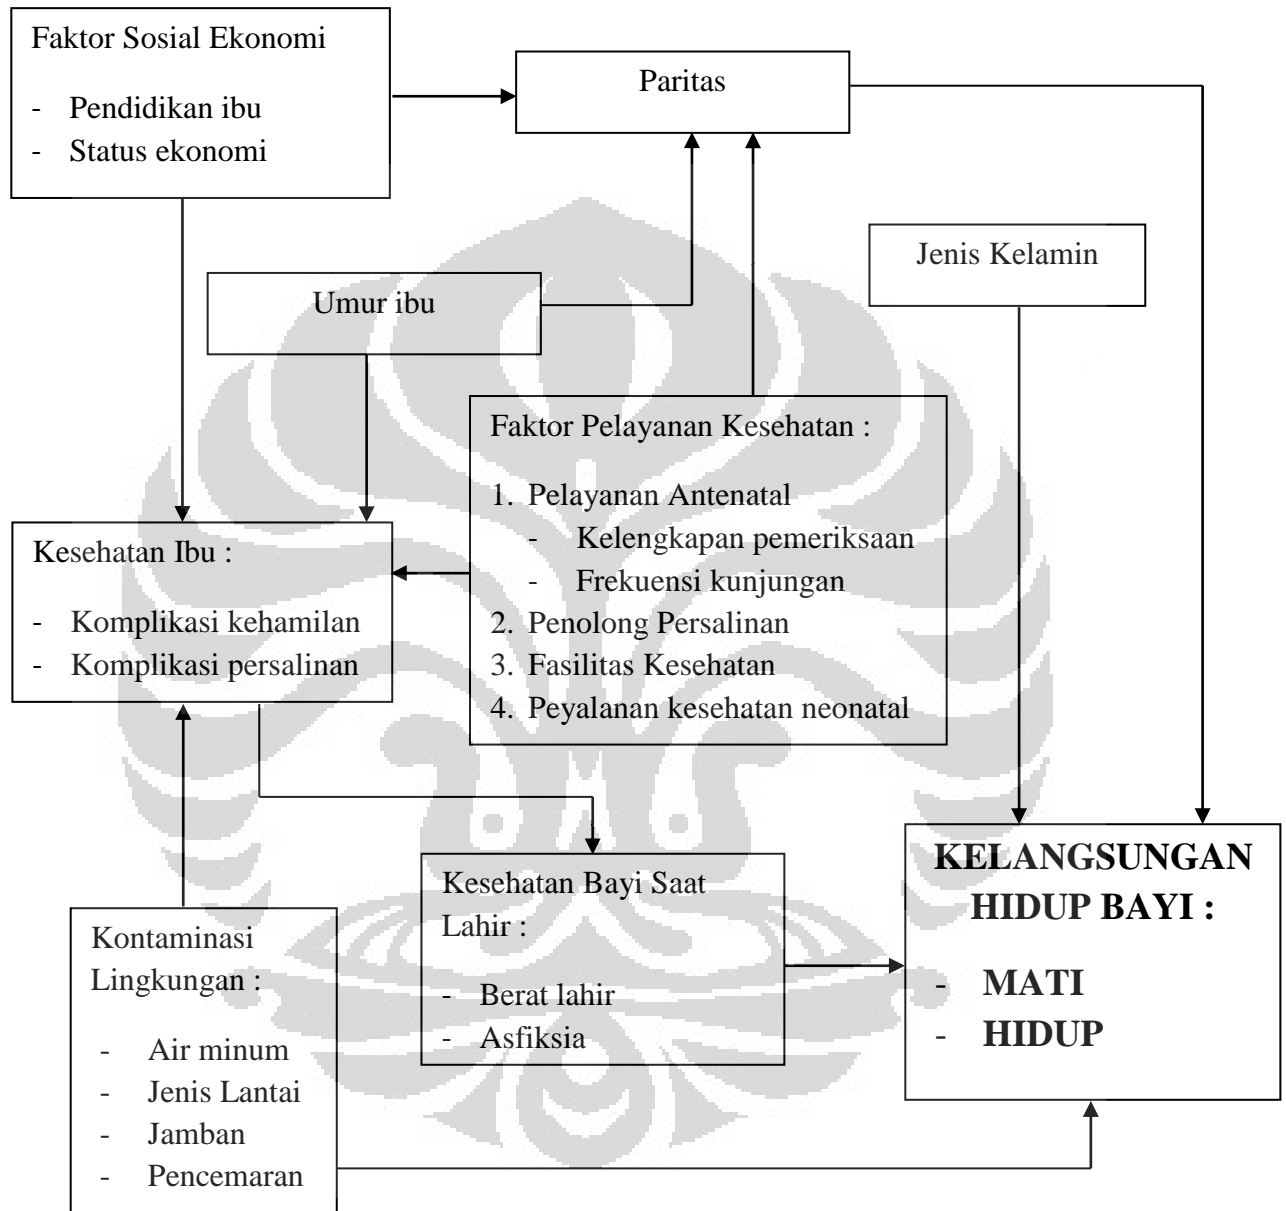 Faktor Sosial Ekonomi
- Pendidikan ibu
- Status ekonomi
Paritas
Jenis Kelamin
Umur ibu
Faktor Pelayanan Kesehatan :
1. Pelayanan Antenatal
- Kelengkapan pemeriksaan
- Frekuensi kunjungan
2. Penolong Persalinan
3. Fasilitas Kesehatan
4. Peyalanan kesehatan neonatal
Kesehatan Ibu :
- Komplikasi kehamilan
- Komplikasi persalinan
Kesehatan Bayi Saat
Lahir :
- Berat lahir
- Asfiksia
KELANGSUNGAN
HIDUP BAYI :
- MATI
- HIDUP
Kontaminasi
Lingkungan :
- Air minum
- Jenis Lantai
- Jamban
- Pencemaran